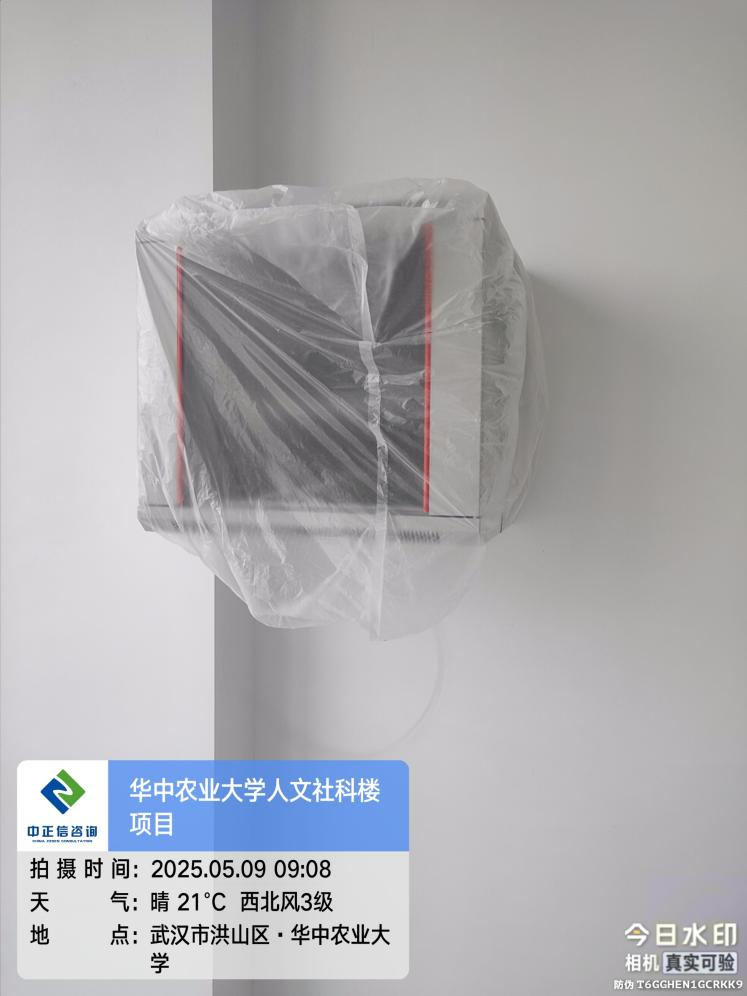 华中农业大学人文社科楼
项目
中正信咨询
CHINA ZEXIN CONSULTATION
拍摄时间：2025.05.09 09:08
天 气：晴 21℃ 西北风3级
地 点：武汉市洪山区·华中农业大
学
今日水印
相机 真实可验
防伪 T6GGHEN1GCRKK9